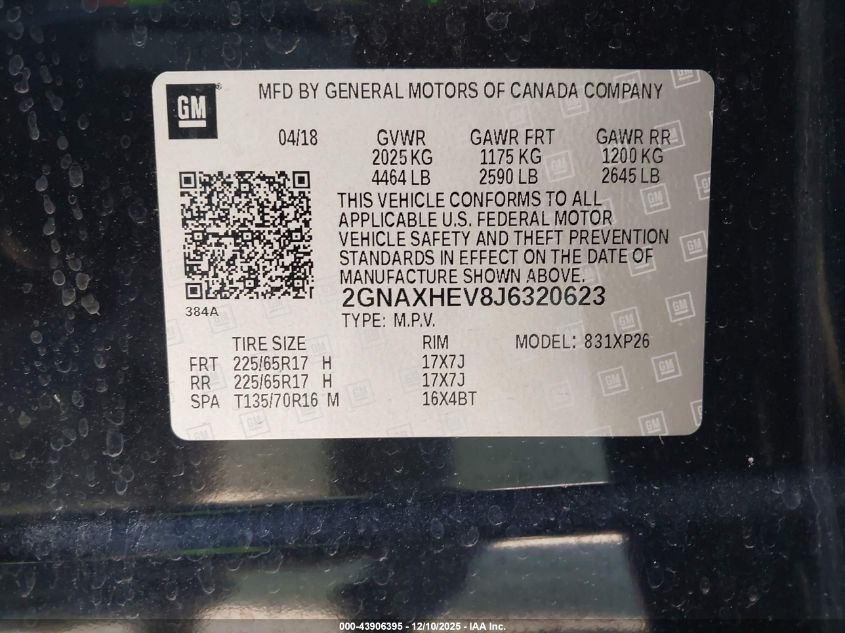 GM
MFD BY GENERAL MOTORS OF CANADA COMPANY
04/18 GVWR GAWR FRT GAWR RR
2025 KG 1175 KG 1200 KG
4464 LB 2590 LB 2645 LB
THIS VEHICLE CONFORMS TO ALL
APPLICABLE U.S. FEDERAL MOTOR
VEHICLE SAFETY AND THEFT PREVENTION
STANDARDS IN EFFECT ON THE DATE OF
MANUFACTURE SHOWN ABOVE.
2GNAXHEV8J6320623
384A
TYPE: M.P.V.
TIRE SIZE RIM MODEL: 831XP26
FRT 225/65R17 H 17X7J
RR 225/65R17 H 17X7J
SPA T135/70R16 M 16X4BT
000-43906395 - 12/10/2025 - IAA Inc.